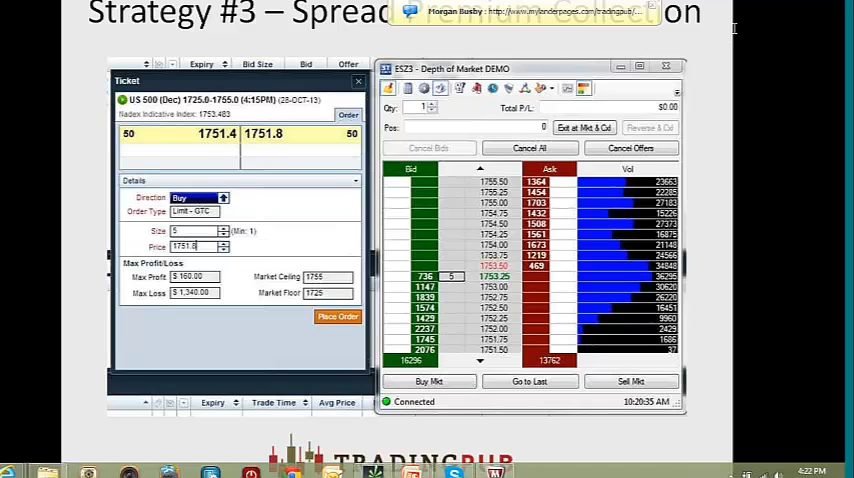 Strategy #3 – Spread Premium Collection
Morgan Busby : http://www.mylanderpages.com/tradingpub/...
Expiry Bid Size Bid Offer
Ticket
US 500 (Dec) 1725.0-1755.0 (4:15PM) (28-OCT-13)
Nadex Indicative Index: 1753.483
Order
50 1751.4 1751.8 50
Details
Direction Buy
Order Type Limit - GTC
Size 5 (Min: 1)
Price 1751.8
Max Profit/Loss
Max Profit $ 160.00 Market Ceiling 1755
Max Loss $ 1,340.00 Market Floor 1725
Place Order
Expiry Trade Time Avg Price
ESZ3 - Depth of Market DEMO
Qty: 1 Total P/L: $0.00
Pos: 0 Exit at Mkt & Cxl Reverse & Cxl
Cancel Bids Cancel All Cancel Offers
Bid Ask Vol
1755.50 1364 23663
1755.25 1454 22285
1755.00 1703 27183
1754.75 1432 15226
1754.50 1508 27373
1754.25 1561 16875
1754.00 1673 21148
1753.75 1219 24566
1753.50 469 34848
736 5 1753.25 36295
1147 1753.00 30620
1839 1752.75 26220
1574 1752.50 16451
1429 1752.25 9960
2237 1752.00 2429
1745 1751.75 1686
2076 1751.50 37
16296 13762
Buy Mkt Go to Last Sell Mkt
Connected 10:20:35 AM
TRADINGPUB
4:22 PM